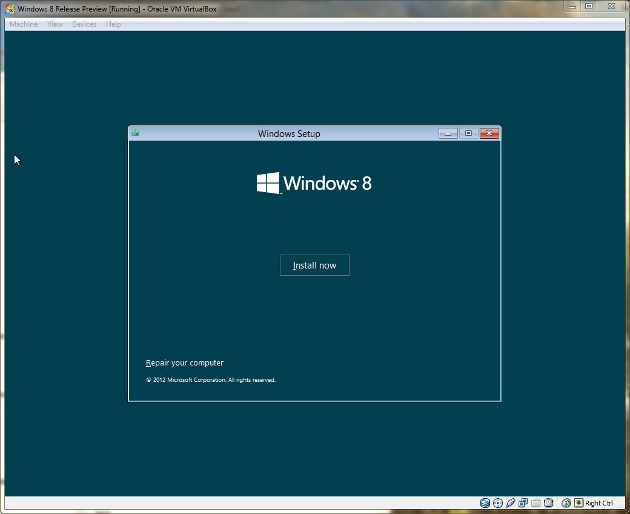 Windows 8 Release Preview [Running] - Oracle VM VirtualBox
Machine View Devices Help
Windows Setup
Windows 8
Install now
Repair your computer
© 2012 Microsoft Corporation. All rights reserved.
Right Ctrl